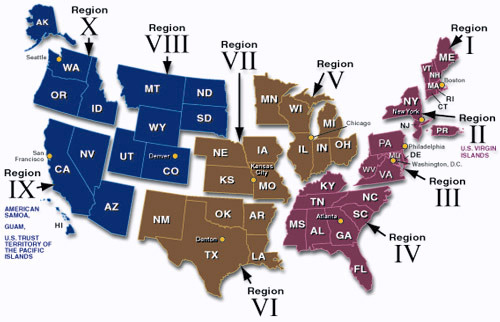 AK
Region
X
Seattle
WA
OR
ID
Region
VIII
MT
ND
SD
WY
UT
Denver
CO
Region
VII
NE
IA
KS
Kansas
City
MO
Region
V
MN
WI
MI
Chicago
IL
IN
OH
Region
I
ME
VT
NH
Boston
MA
RI
CT
NY
New York
Region
II
NJ
PR
U.S. VIRGIN
ISLANDS
PA
Philadelphia
DE
MD
Washington, D.C.
WV
VA
Region
III
San
Francisco
CA
NV
AZ
Region
IX
HI
AMERICAN
SAMOA,
GUAM,
U.S. TRUST
TERRITORY OF
THE PACIFIC
ISLANDS
NM
OK
AR
Denton
TX
LA
Region
VI
KY
TN
NC
SC
MS
AL
Atlanta
GA
FL
Region
IV